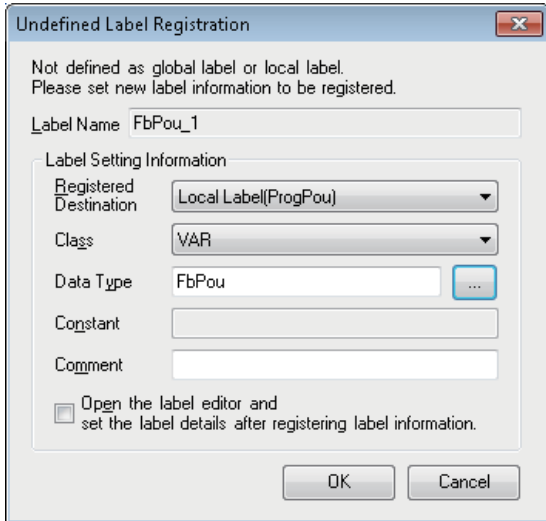 Undefined Label Registration
Not defined as global label or local label.
Please set new label information to be registered.
Label Name FbPou_1
Label Setting Information
Registered Destination Local Label(ProgPou)
Class VAR
Data Type FbPou ...
Constant
Comment
Open the label editor and
set the label details after registering label information.
OK Cancel